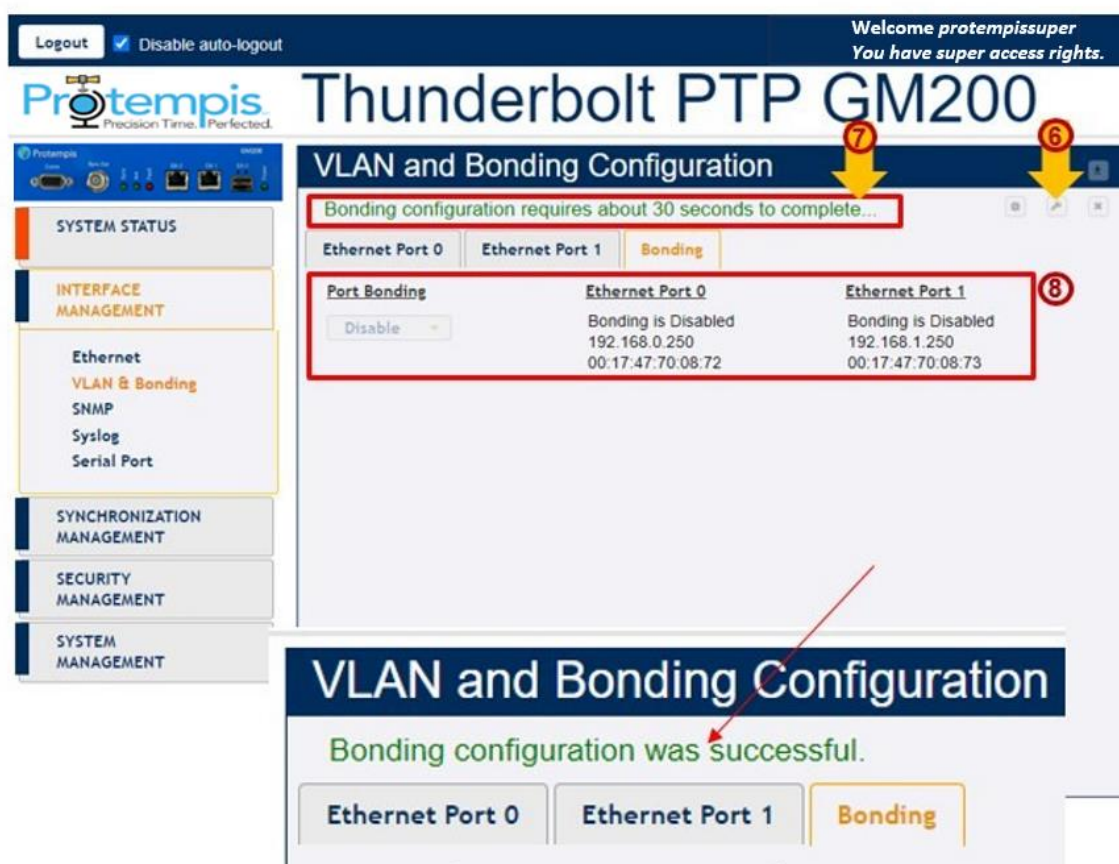 Logout Disable auto-logout
Welcome protempissuper
You have super access rights.
Protempis
Precision Time. Perfected.
Thunderbolt PTP GM200
7
6
Protempis
VLAN and Bonding Configuration
Bonding configuration requires about 30 seconds to complete...
Ethernet Port 0 Ethernet Port 1 Bonding
8
Port Bonding Ethernet Port 0 Ethernet Port 1
Disable Bonding is Disabled Bonding is Disabled
192.168.0.250 192.168.1.250
00:17:47:70:08:72 00:17:47:70:08:73
SYSTEM STATUS
INTERFACE
MANAGEMENT
Ethernet
VLAN & Bonding
SNMP
Syslog
Serial Port
SYNCHRONIZATION
MANAGEMENT
SECURITY
MANAGEMENT
SYSTEM
MANAGEMENT
VLAN and Bonding Configuration
Bonding configuration was successful.
Ethernet Port 0 Ethernet Port 1 Bonding